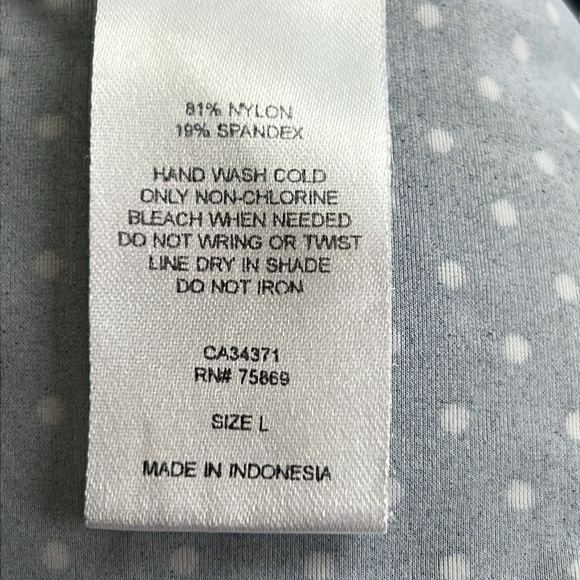 81% NYLON
19% SPANDEX
HAND WASH COLD
ONLY NON-CHLORINE
BLEACH WHEN NEEDED
DO NOT WRING OR TWIST
LINE DRY IN SHADE
DO NOT IRON
CA34371
RN# 75869
SIZE L
MADE IN INDONESIA